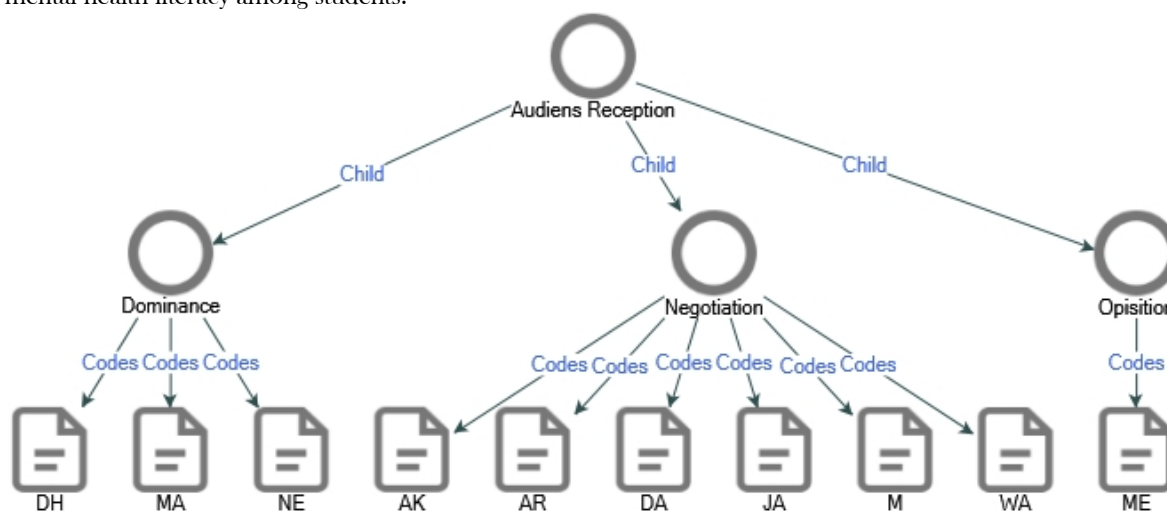 mental health literacy among students.
Audiens Reception
Child Child Child
Dominance Negotiation Opisition
Codes Codes Codes Codes Codes Codes Codes Codes Codes Codes
DH MA NE AK AR DA JA M WA ME